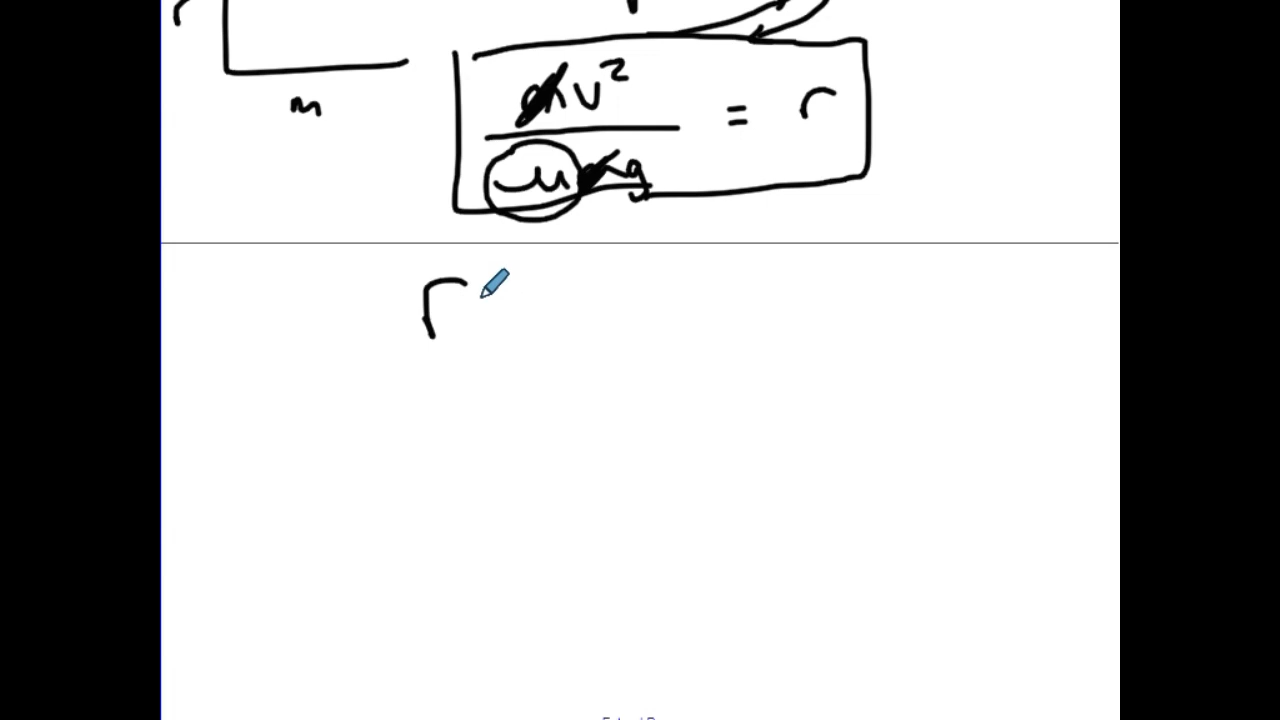 r
m
mv² / μmg = r
r